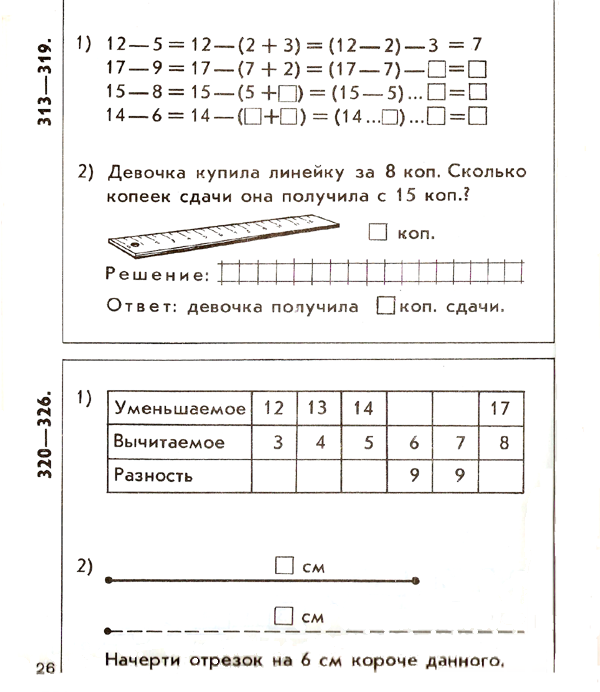 313—319.
1) 12 — 5 = 12 — (2 + 3) = (12 — 2) — 3 = 7
17 — 9 = 17 — (7 + 2) = (17 — 7) — □ = □
15 — 8 = 15 — (5 + □) = (15 — 5) ... □ = □
14 — 6 = 14 — (□ + □) = (14 ... □) ... □ = □
2) Девочка купила линейку за 8 коп. Сколько
копеек сдачи она получила с 15 коп.?
□ коп.
Решение:
Ответ: девочка получила □ коп. сдачи.
320—326.
1) Уменьшаемое 12 13 14 17
Вычитаемое 3 4 5 6 7 8
Разность 9 9
2) □ см
□ см
Начерти отрезок на 6 см короче данного.
26